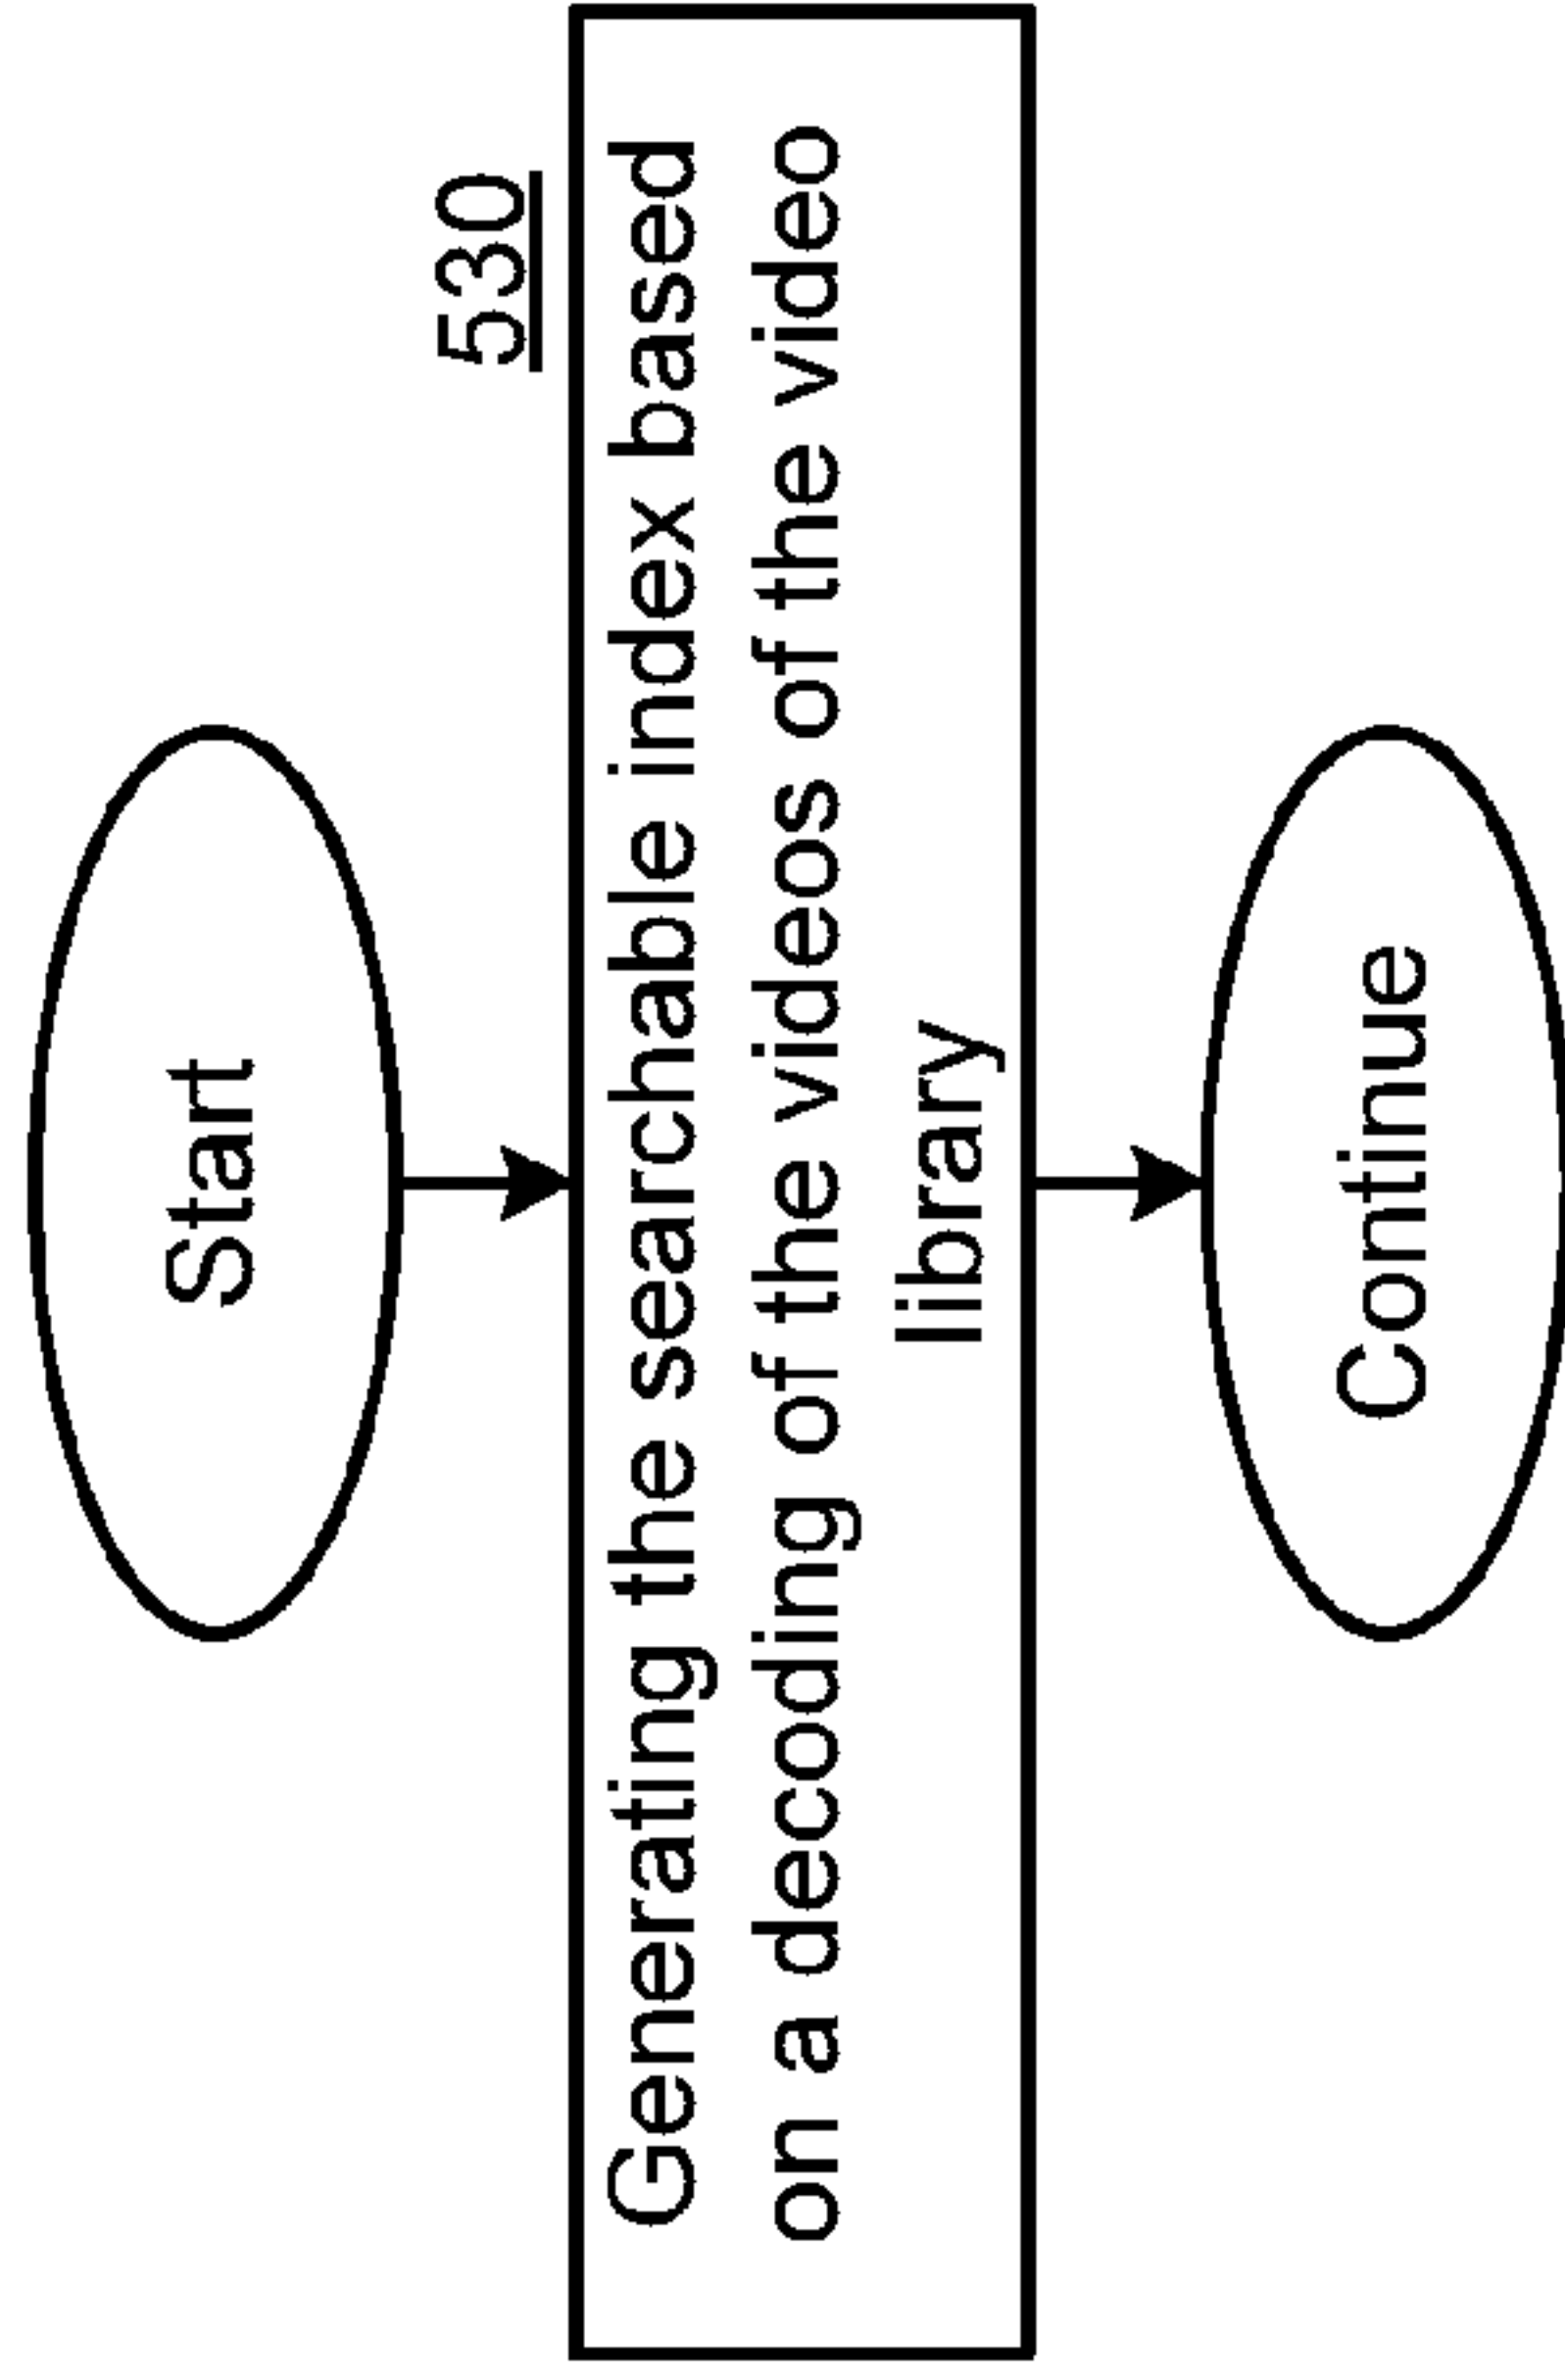 Start
530
Generating the searchable index based
on a decoding of the videos of the video
library
Continue